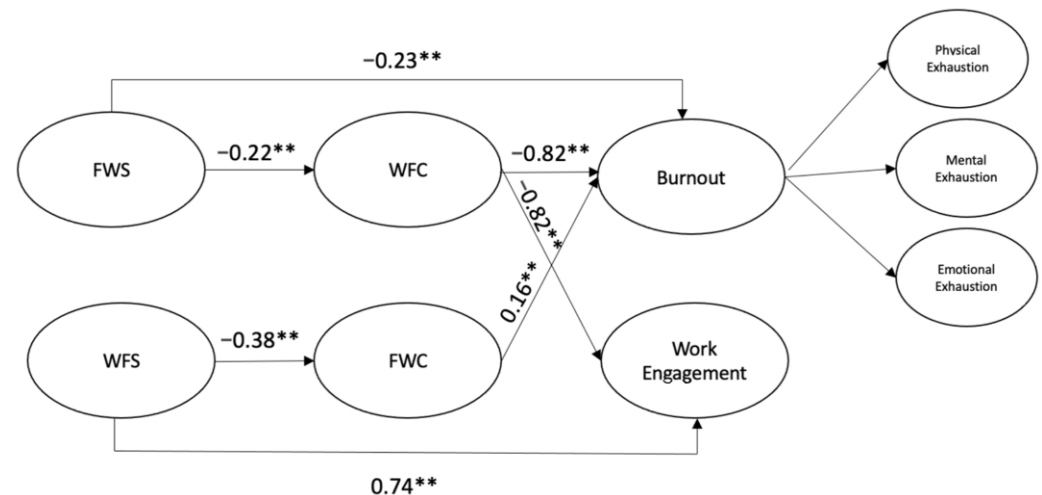 −0.23**
Physical
Exhaustion
FWS
−0.22**
WFC
−0.82**
Burnout
Mental
Exhaustion
−0.82**
0.16**
Emotional
Exhaustion
WFS
−0.38**
FWC
Work
Engagement
0.74**